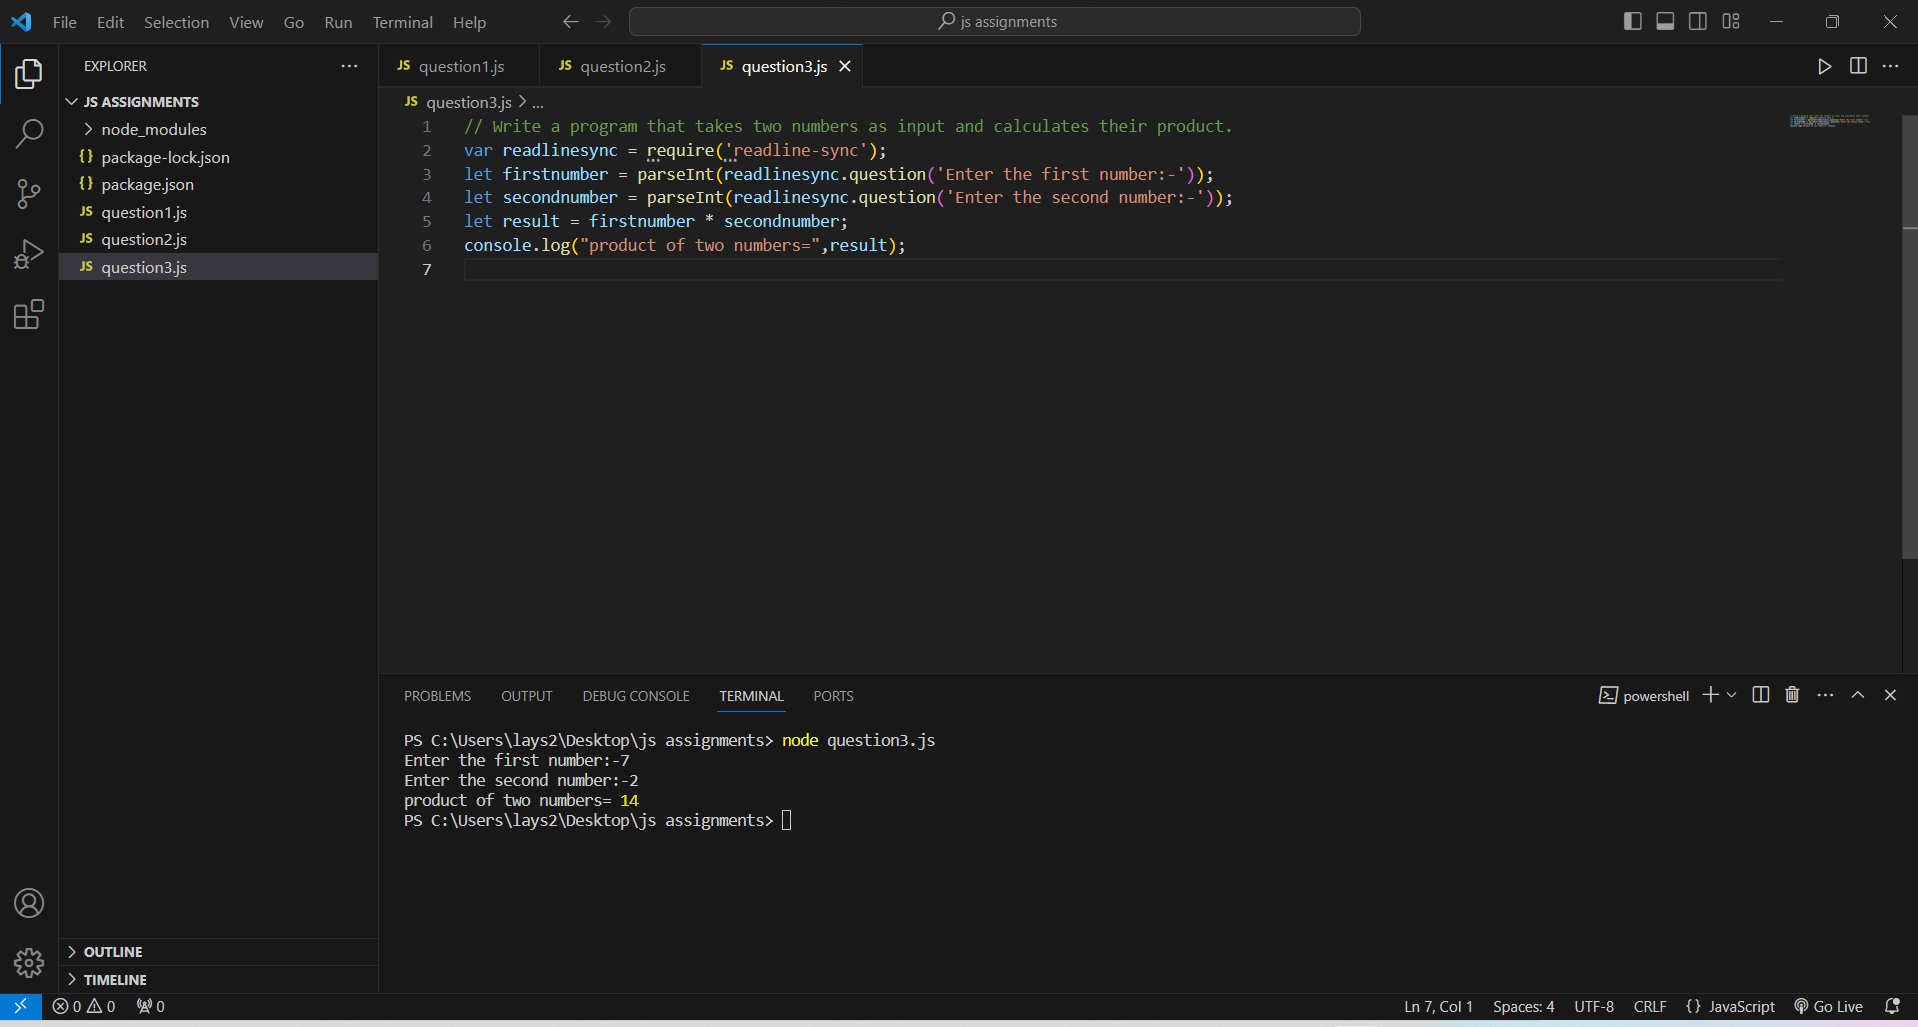 File Edit Selection View Go Run Terminal Help
js assignments
EXPLORER
JS ASSIGNMENTS
node_modules
{} package-lock.json
{} package.json
JS question1.js
JS question2.js
JS question3.js
OUTLINE
TIMELINE
JS question1.js JS question2.js JS question3.js
JS question3.js > ...
1 // Write a program that takes two numbers as input and calculates their product.
2 var readlinesync = require('readline-sync');
3 let firstnumber = parseInt(readlinesync.question('Enter the first number:-'));
4 let secondnumber = parseInt(readlinesync.question('Enter the second number:-'));
5 let result = firstnumber * secondnumber;
6 console.log("product of two numbers=",result);
7
PROBLEMS OUTPUT DEBUG CONSOLE TERMINAL PORTS
powershell
PS C:\Users\lays2\Desktop\js assignments> node question3.js
Enter the first number:-7
Enter the second number:-2
product of two numbers= 14
PS C:\Users\lays2\Desktop\js assignments>
0 0 0
Ln 7, Col 1 Spaces: 4 UTF-8 CRLF {} JavaScript Go Live